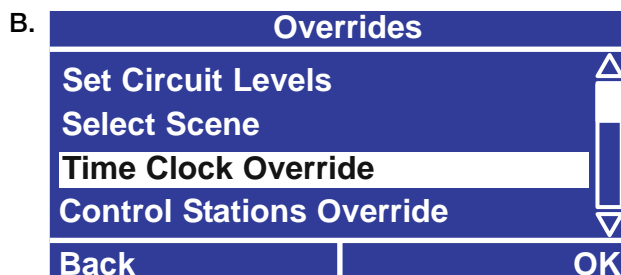 B.
Overrides
Set Circuit Levels
Select Scene
Time Clock Override
Control Stations Override
Back OK